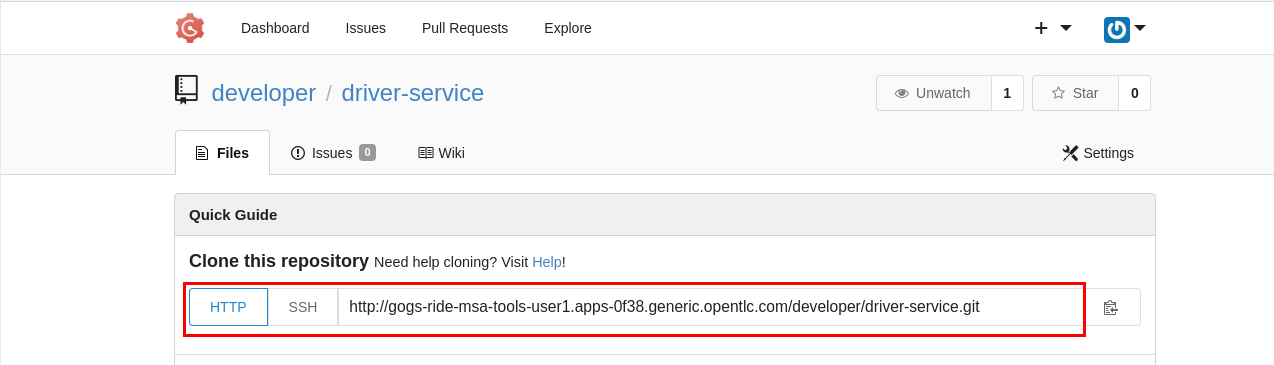 Dashboard Issues Pull Requests Explore
developer / driver-service Unwatch 1 Star 0
Files Issues 0 Wiki Settings
Quick Guide
Clone this repository Need help cloning? Visit Help!
HTTP SSH http://gogs-ride-msa-tools-user1.apps-0f38.generic.opentlc.com/developer/driver-service.git